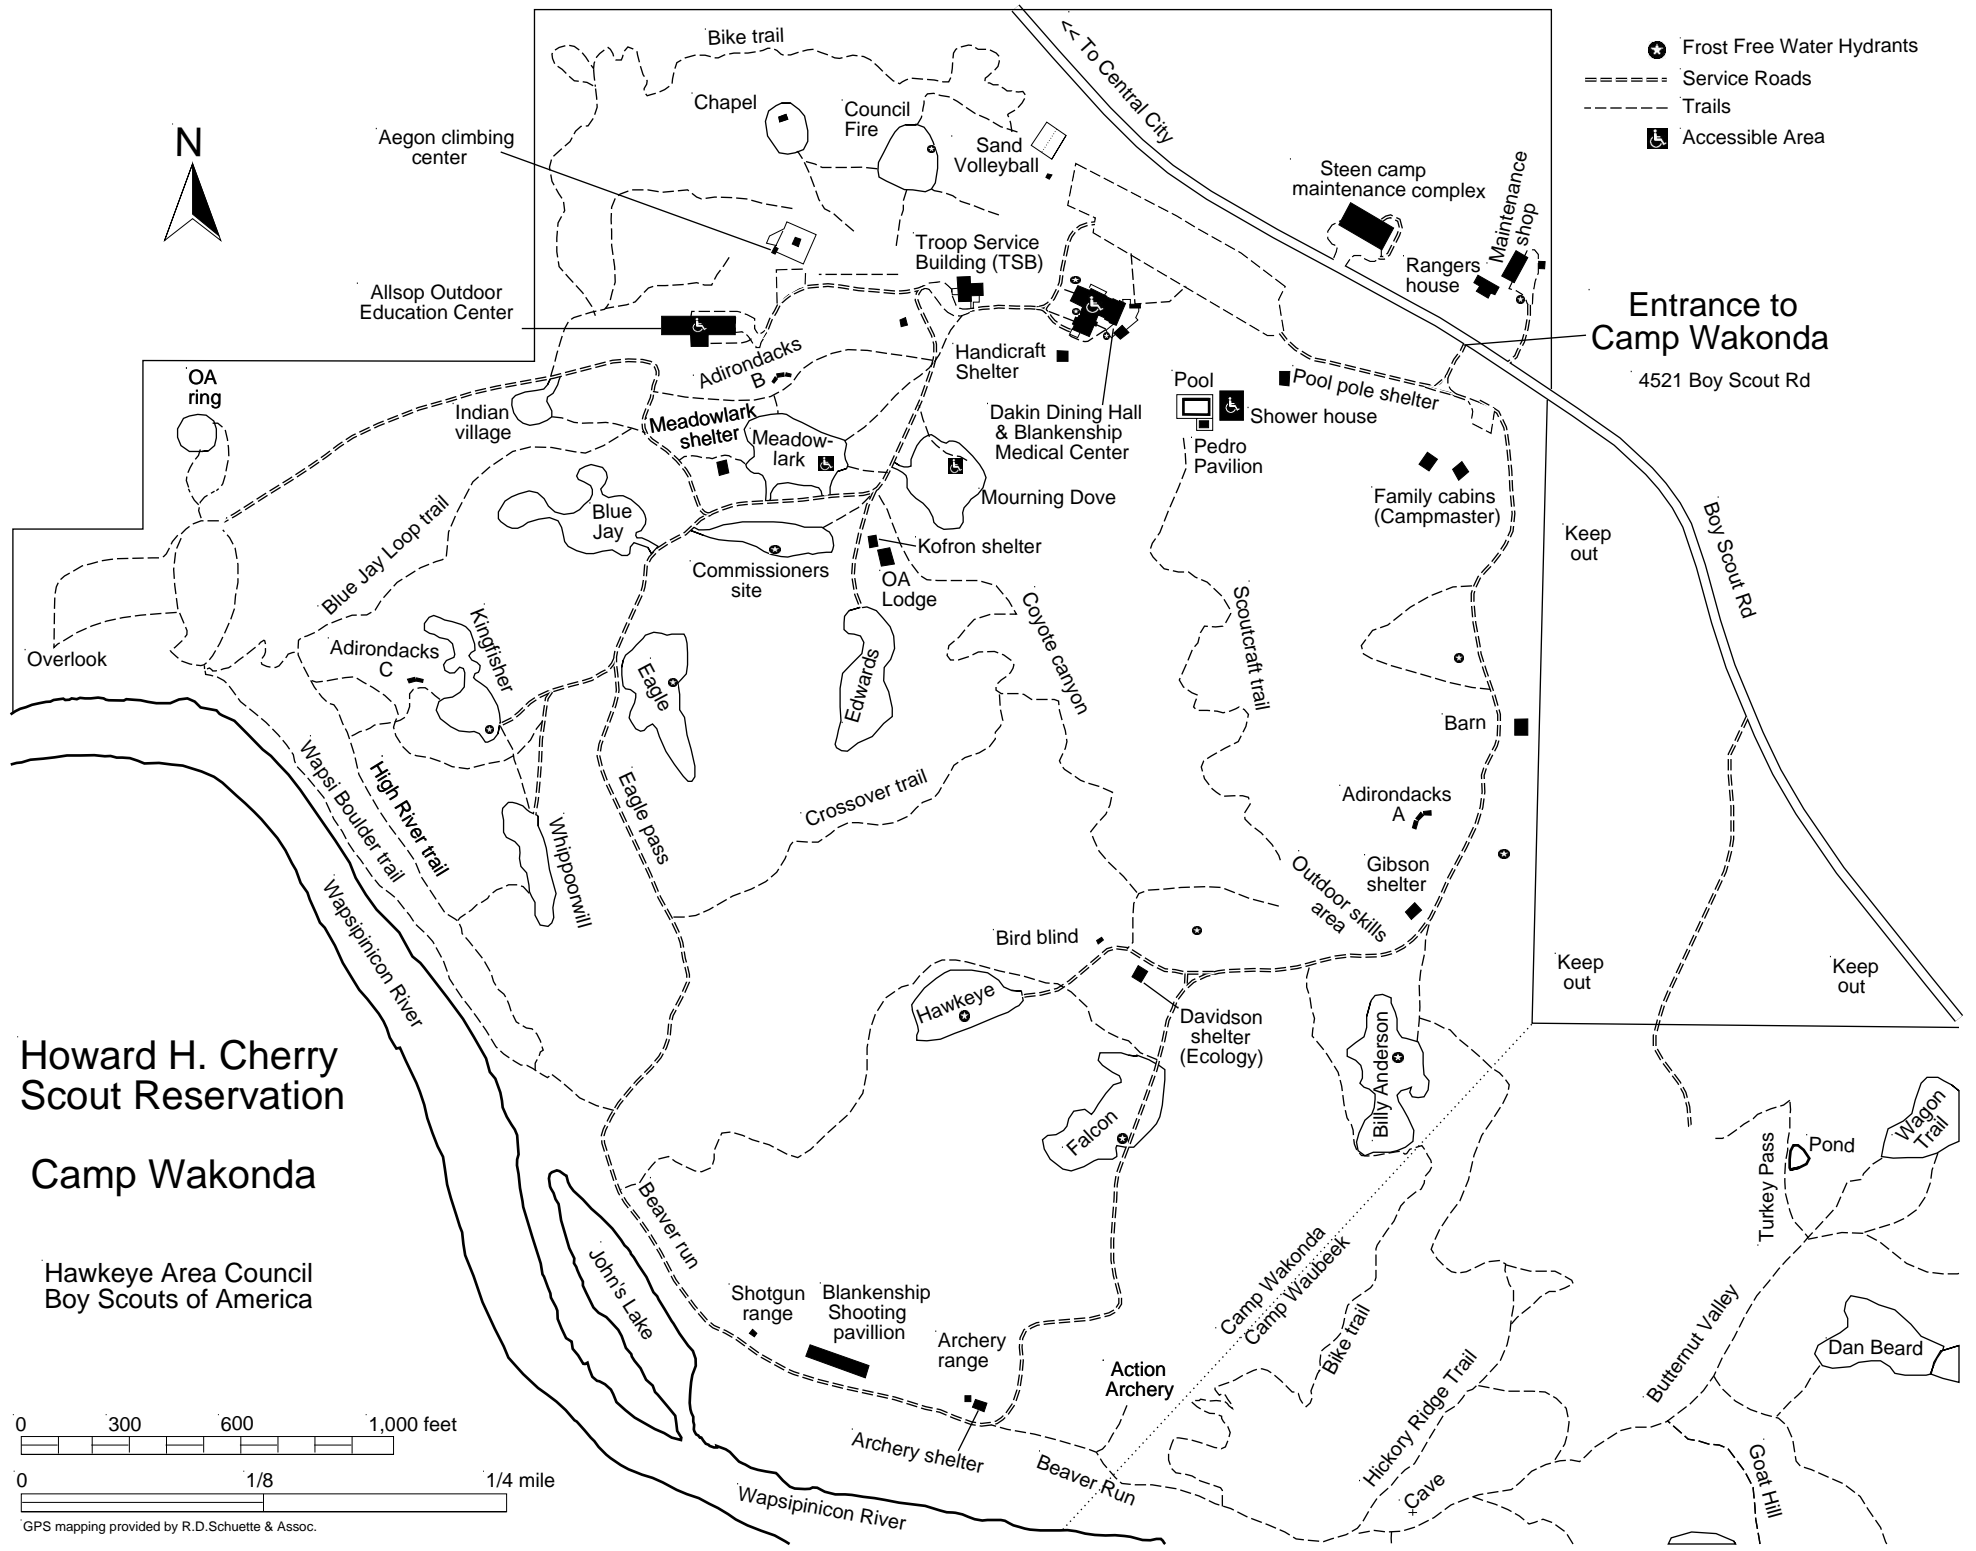 Bike trail
<< To Central City
Frost Free Water Hydrants
Service Roads
Trails
Accessible Area
N
Chapel
Council
Fire
Sand
Volleyball
Aegon climbing
center
Steen camp
maintenance complex
Maintenance
shop
Rangers
house
Troop Service
Building (TSB)
Allsop Outdoor
Education Center
Entrance to
Camp Wakonda
4521 Boy Scout Rd
OA
ring
Adirondacks
B
Handicraft
Shelter
Pool
Pool pole shelter
Shower house
Pedro
Pavilion
Indian
village
Meadowlark
shelter
Meadow-
lark
Dakin Dining Hall
& Blankenship
Medical Center
Mourning Dove
Family cabins
(Campmaster)
Boy Scout Rd
Keep
out
Blue
Jay
Blue Jay Loop trail
Commissioners
site
Kofron shelter
OA
Lodge
Coyote canyon
Scoutcraft trail
Overlook
Adirondacks
C
Kingfisher
Eagle
Edwards
Barn
Wapsi Boulder trail
High River trail
Eagle pass
Crossover trail
Whippoorwill
Adirondacks
A
Gibson
shelter
Outdoor skills
area
Wapsipinicon River
Bird blind
Hawkeye
Davidson
shelter
(Ecology)
Keep
out
Keep
out
Billy Anderson
Falcon
Howard H. Cherry
Scout Reservation
Camp Wakonda
Hawkeye Area Council
Boy Scouts of America
Wagon
Trail
Pond
Turkey Pass
Beaver run
John's Lake
Camp Wakonda
Camp Waubeek
Bike trail
Shotgun
range
Blankenship
Shooting
pavillion
Archery
range
Action
Archery
Butternut Valley
Dan Beard
Hickory Ridge Trail
Archery shelter
Beaver Run
Cave
Goat Hill
Wapsipinicon River
0 300 600 1,000 feet
0 1/8 1/4 mile
GPS mapping provided by R.D.Schuette & Assoc.